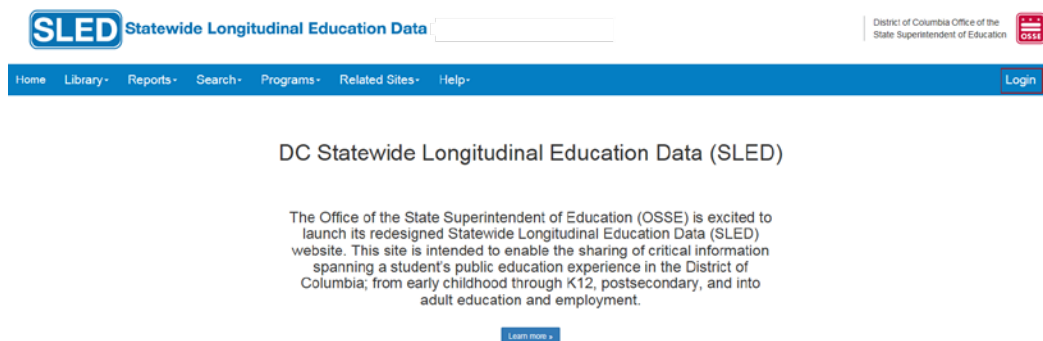 SLED Statewide Longitudinal Education Data
District of Columbia Office of the
State Superintendent of Education
OSSE
Home Library Reports Search Programs Related Sites Help Login
DC Statewide Longitudinal Education Data (SLED)
The Office of the State Superintendent of Education (OSSE) is excited to
launch its redesigned Statewide Longitudinal Education Data (SLED)
website. This site is intended to enable the sharing of critical information
spanning a student's public education experience in the District of
Columbia; from early childhood through K12, postsecondary, and into
adult education and employment.
Learn more »